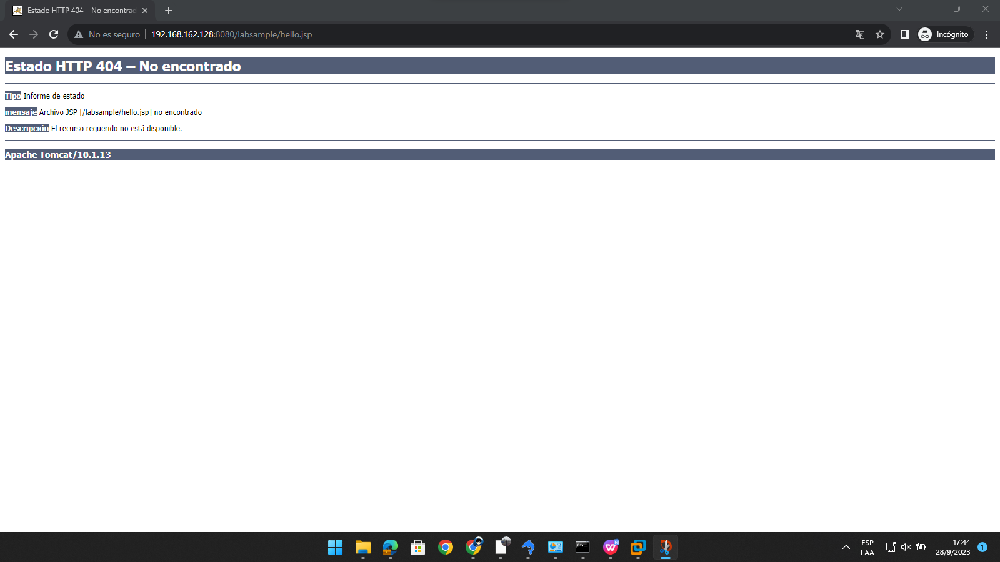 Estado HTTP 404 – No encontrad
No es seguro
192.168.162.128:8080/labsample/hello.jsp
Incógnito
Estado HTTP 404 – No encontrado
Tipo Informe de estado
mensaje Archivo JSP [/labsample/hello.jsp] no encontrado
Descripción El recurso requerido no está disponible.
Apache Tomcat/10.1.13
ESP
LAA
17:44
28/9/2023
1